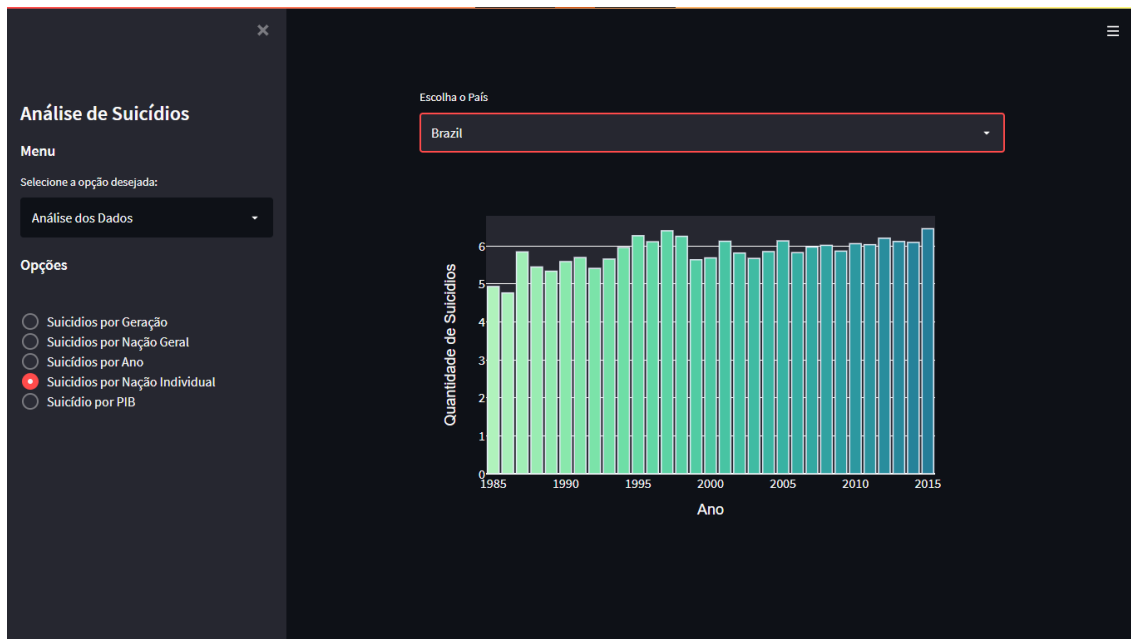 ×
≡
Análise de Suicídios
Menu
Selecione a opção desejada:
Análise dos Dados
Opções
Suicidios por Geração
Suicidios por Nação Geral
Suicídios por Ano
Suicidios por Nação Individual
Suicídio por PIB
Escolha o País
Brazil
Quantidade de Suicidios
6
5
4
3
2
1
0
1985 1990 1995 2000 2005 2010 2015
Ano